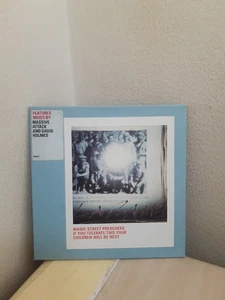 FEATURES
MIXES BY
MASSIVE
ATTACK
AND DAVID
HOLMES
MANIC STREET PREACHERS
IF YOU TOLERATE THIS YOUR
CHILDREN WILL BE NEXT